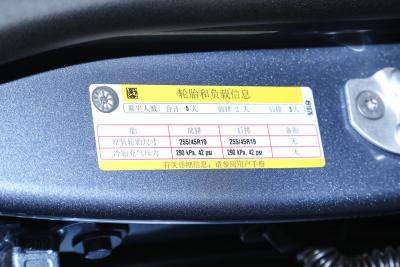 轮胎和负载信息
乘坐人数: 合计 5 人 前排 2 人 后排 3 人
胎 前排 后排 备胎
原装轮胎尺寸 255/45R19 255/45R19 无
冷胎充气压力 290 kPa, 42 psi 290 kPa, 42 psi 无
有关详细信息,请参阅用户手册